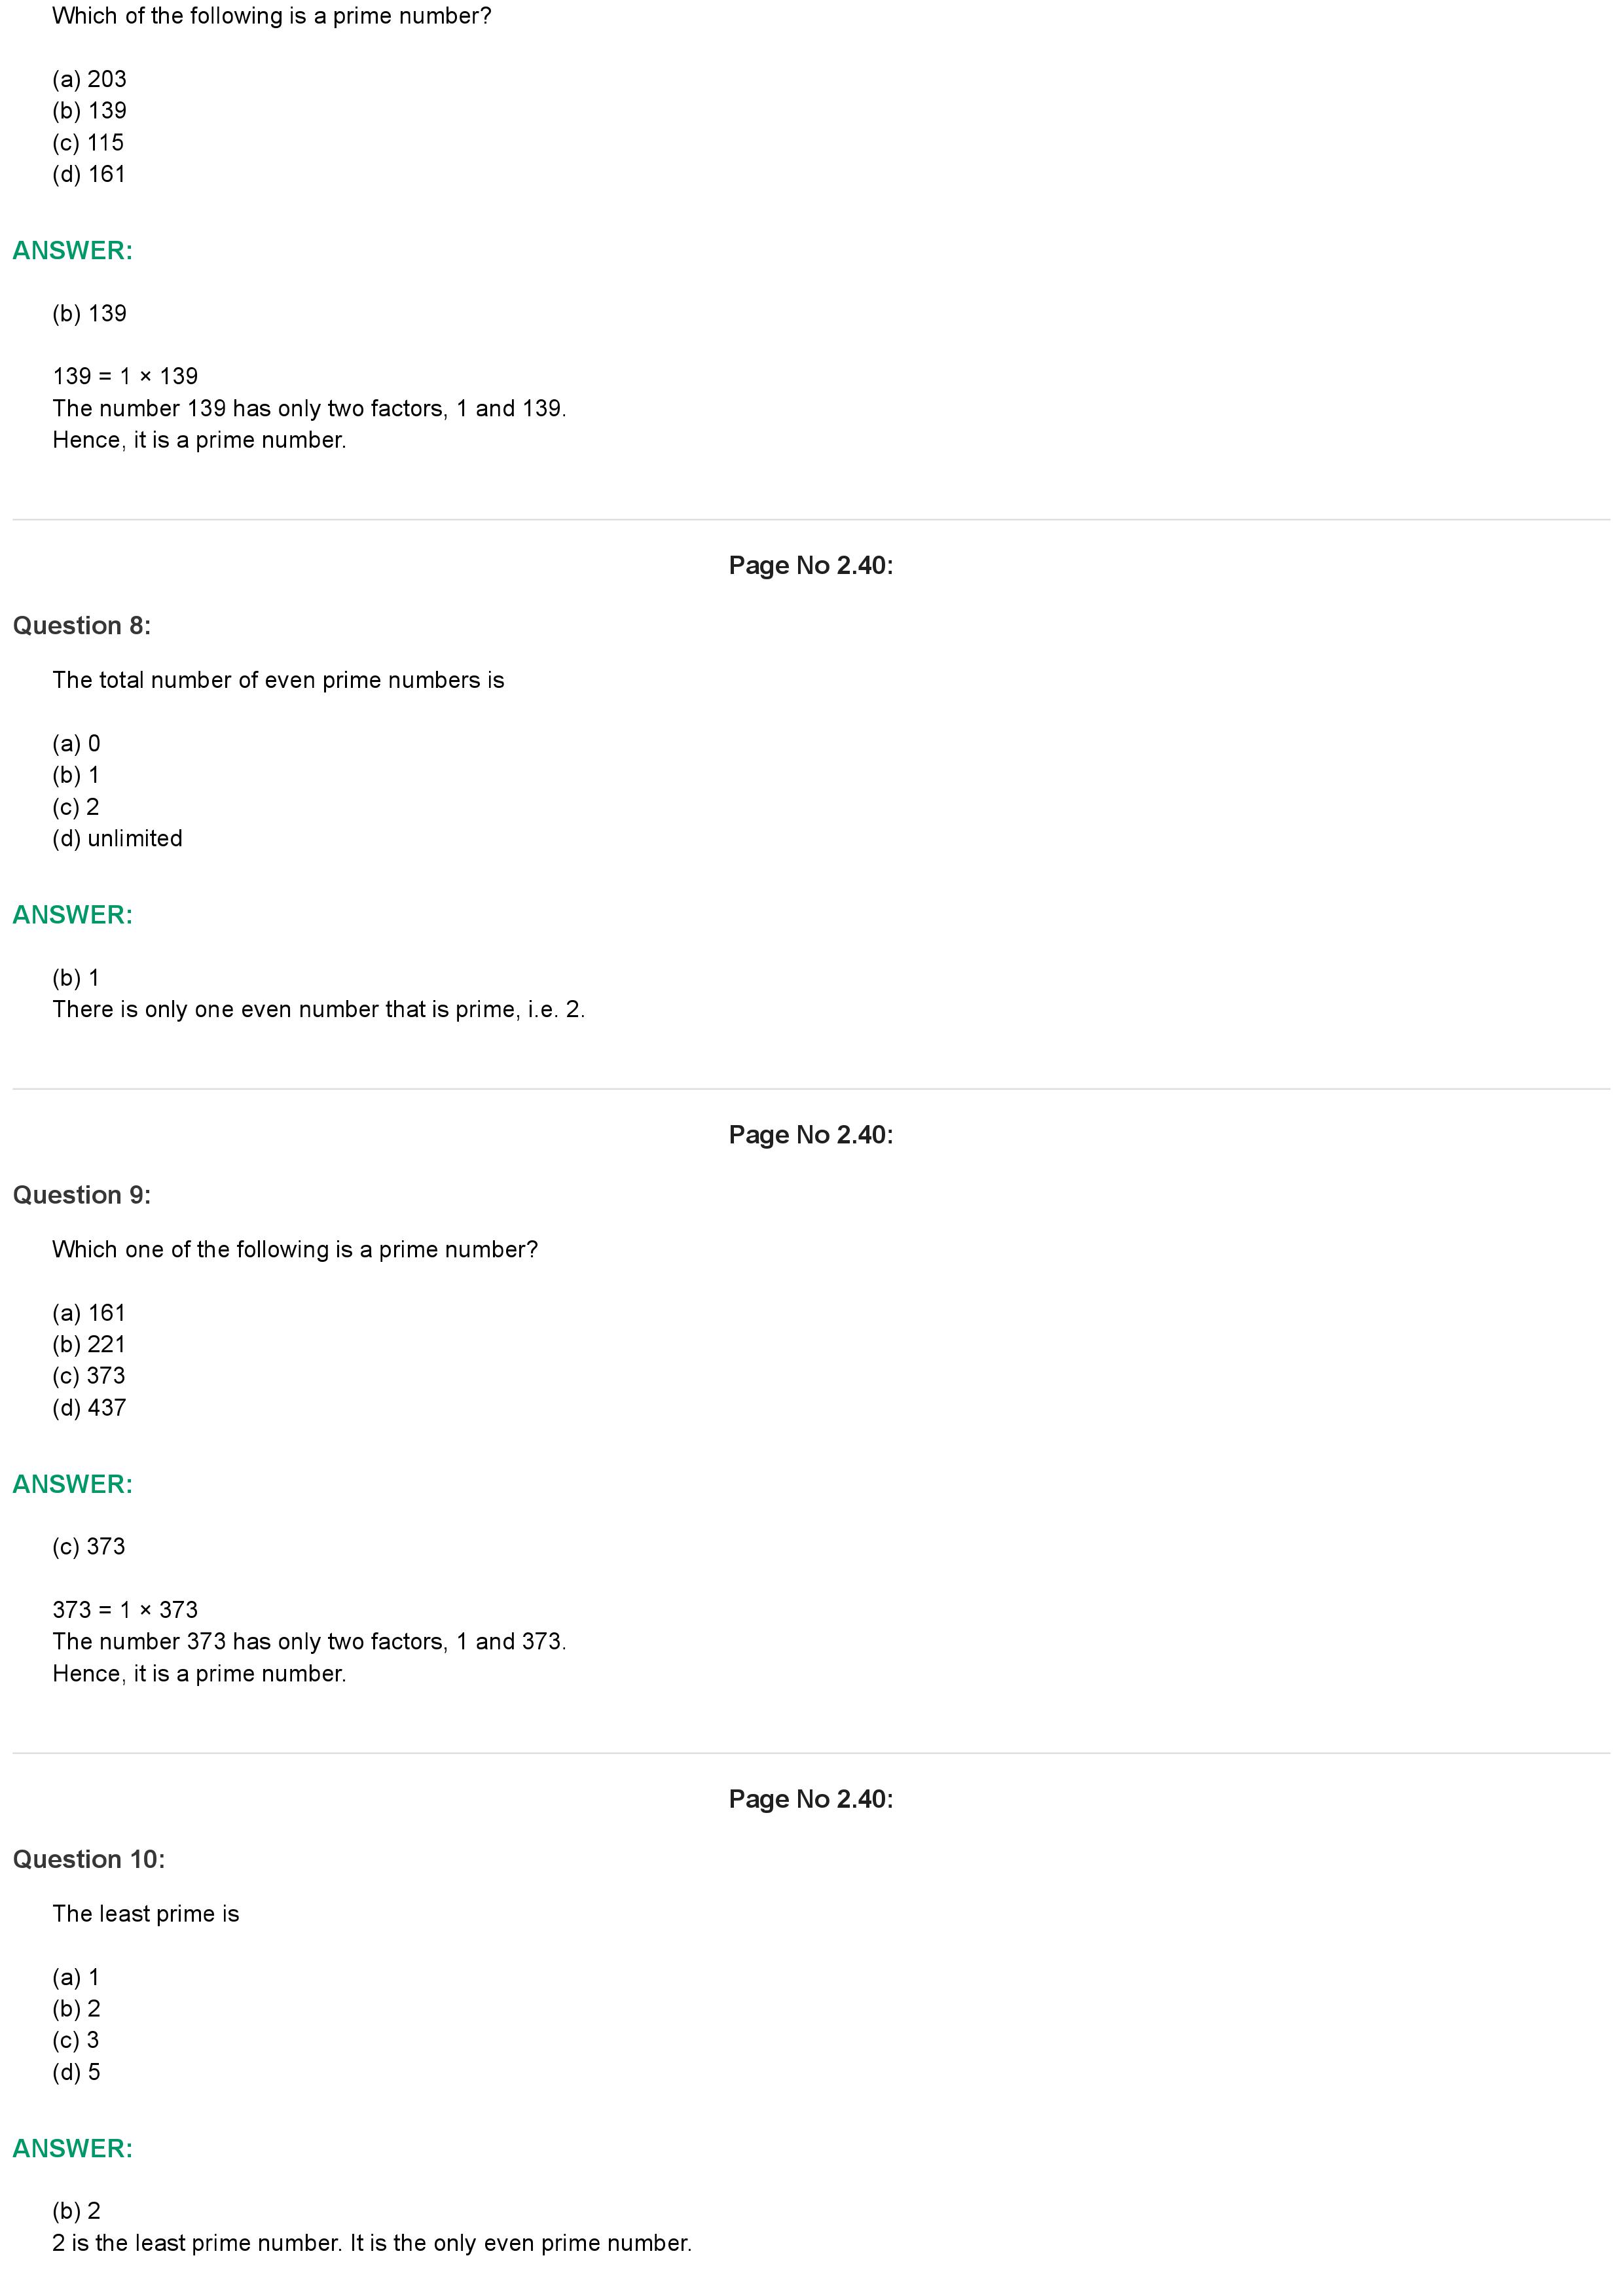 Which of the following is a prime number?
(a) 203
(b) 139
(c) 115
(d) 161
ANSWER:
(b) 139
139 = 1 × 139
The number 139 has only two factors, 1 and 139.
Hence, it is a prime number.
Page No 2.40:
Question 8:
The total number of even prime numbers is
(a) 0
(b) 1
(c) 2
(d) unlimited
ANSWER:
(b) 1
There is only one even number that is prime, i.e. 2.
Page No 2.40:
Question 9:
Which one of the following is a prime number?
(a) 161
(b) 221
(c) 373
(d) 437
ANSWER:
(c) 373
373 = 1 × 373
The number 373 has only two factors, 1 and 373.
Hence, it is a prime number.
Page No 2.40:
Question 10:
The least prime is
(a) 1
(b) 2
(c) 3
(d) 5
ANSWER:
(b) 2
2 is the least prime number. It is the only even prime number.